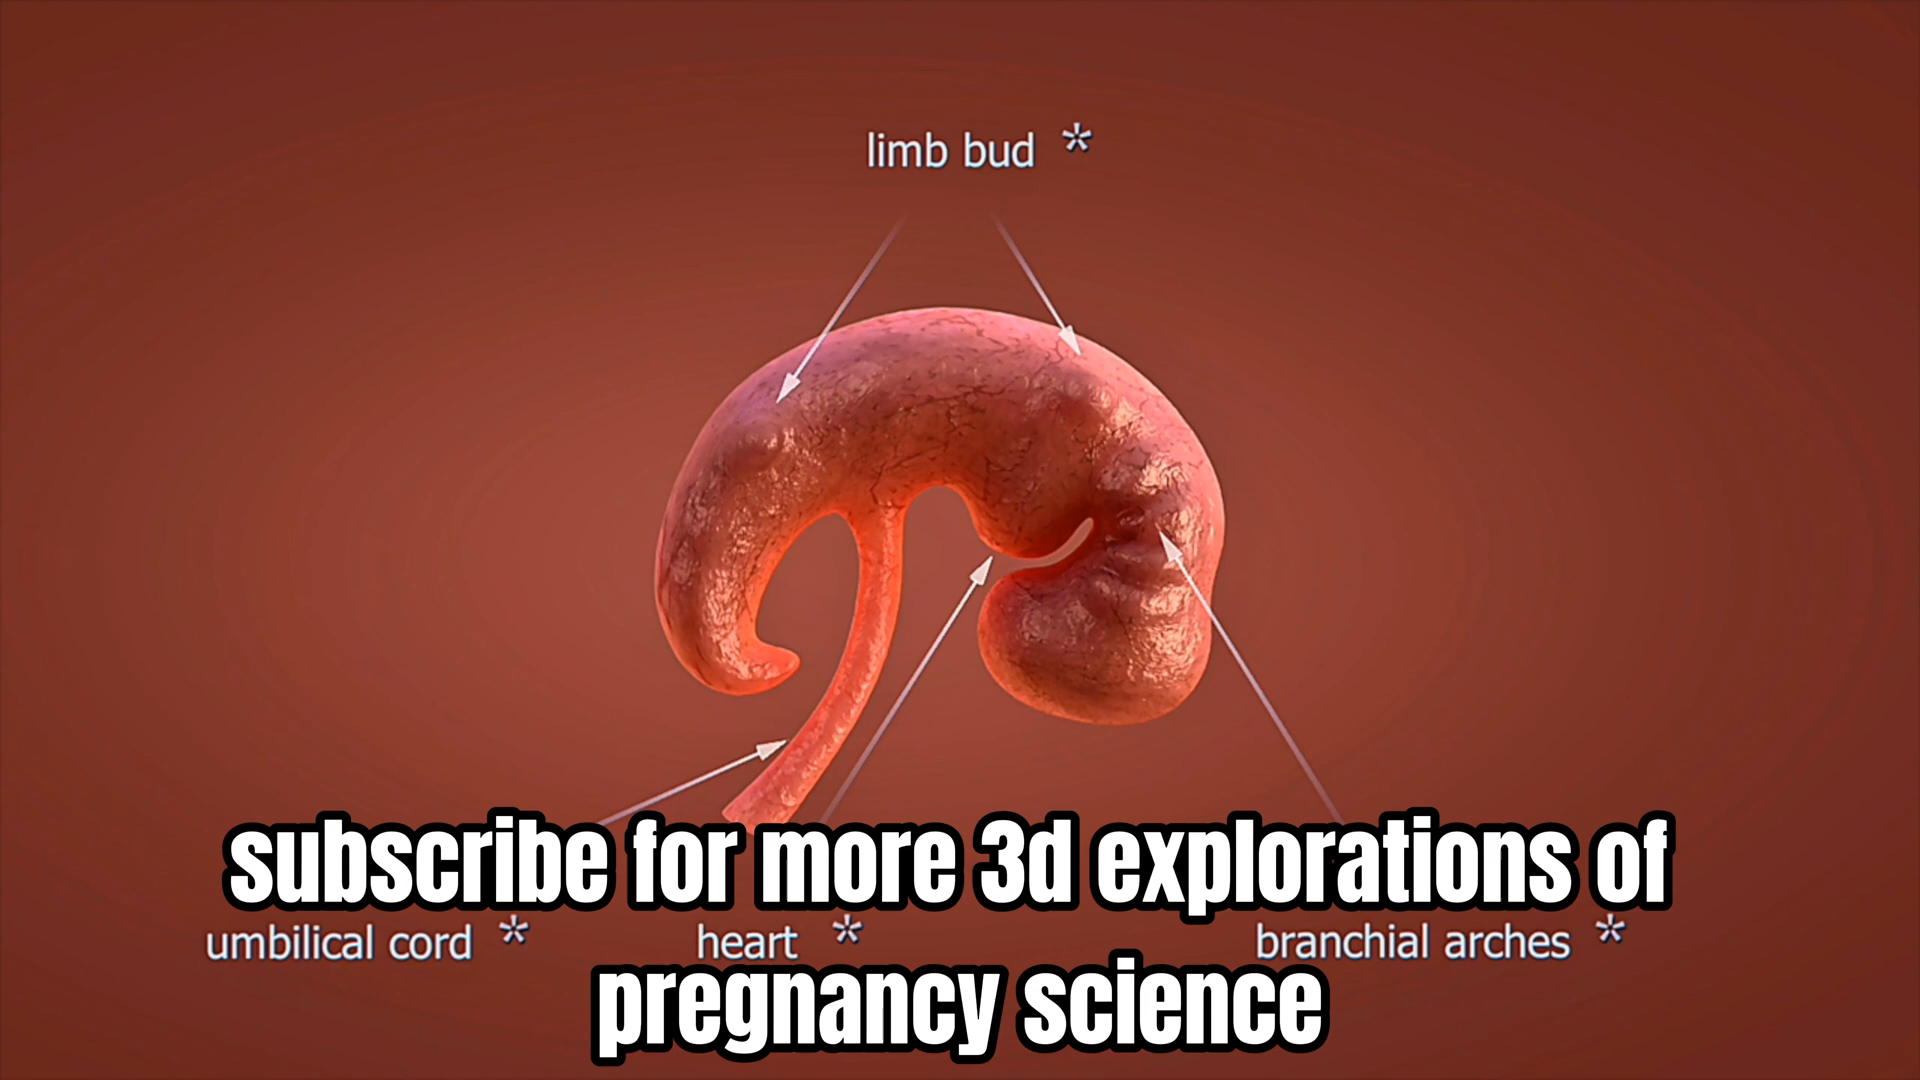 limb bud *
subscribe for more 3d explorations of
umbilical cord * heart * branchial arches *
pregnancy science